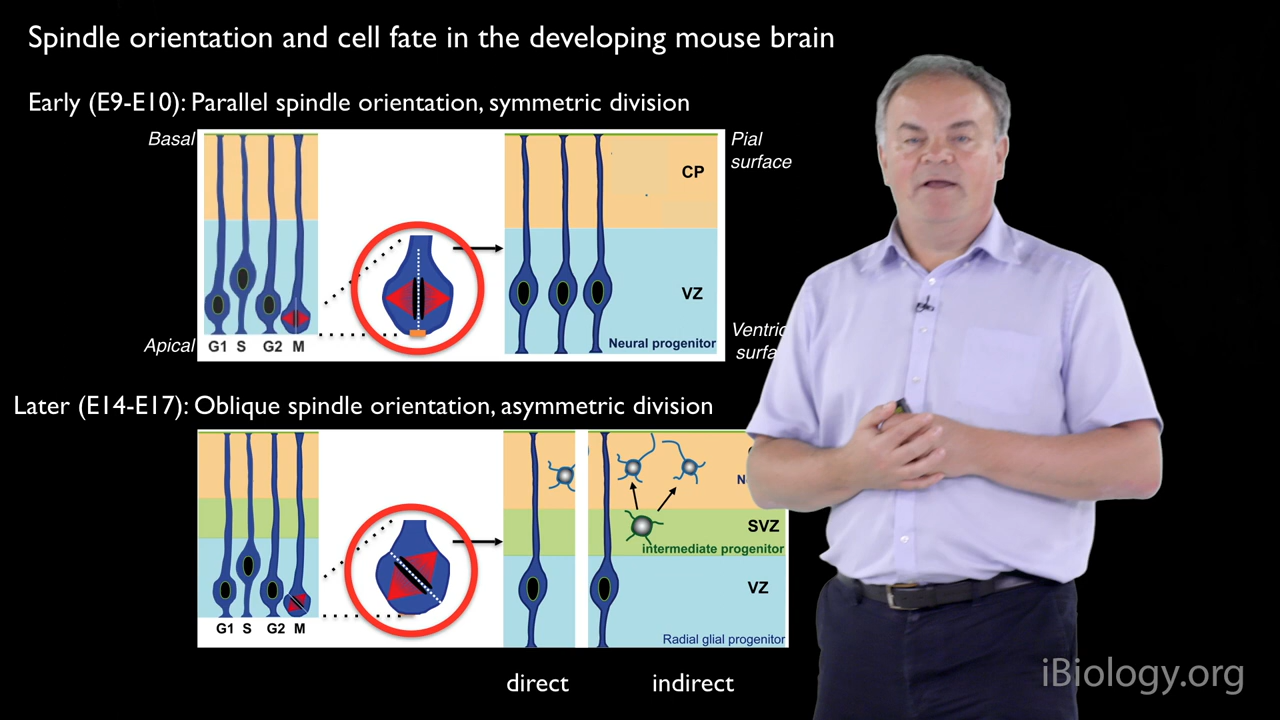 Spindle orientation and cell fate in the developing mouse brain
Early (E9-E10): Parallel spindle orientation, symmetric division
Basal
Pial
surface
CP
VZ
Neural progenitor
Ventric
surfa
Apical
G1 S G2 M
Later (E14-E17): Oblique spindle orientation, asymmetric division
SVZ
intermediate progenitor
VZ
Radial glial progenitor
G1 S G2 M
direct
indirect
iBiology.org